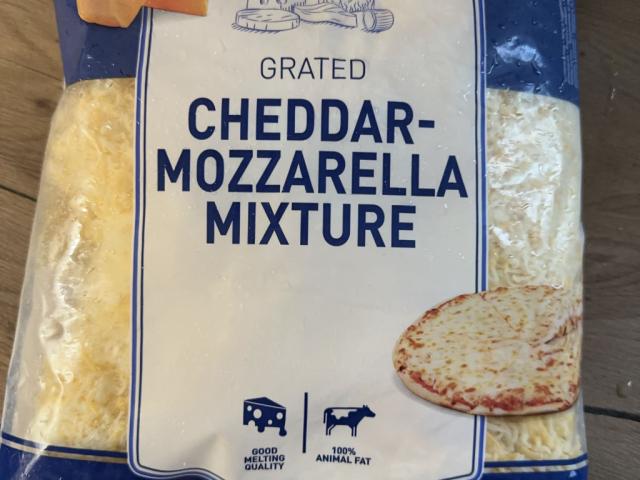 GRATED
CHEDDAR-
MOZZARELLA
MIXTURE
GOOD
MELTING
QUALITY
100%
ANIMAL FAT